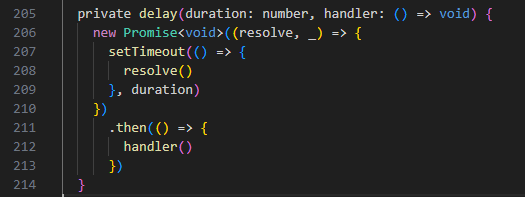 205 private delay(duration: number, handler: () => void) {
206   new Promise<void>((resolve, _) => {
207     setTimeout(() => {
208       resolve()
209     }, duration)
210   })
211     .then(() => {
212       handler()
213     })
214 }